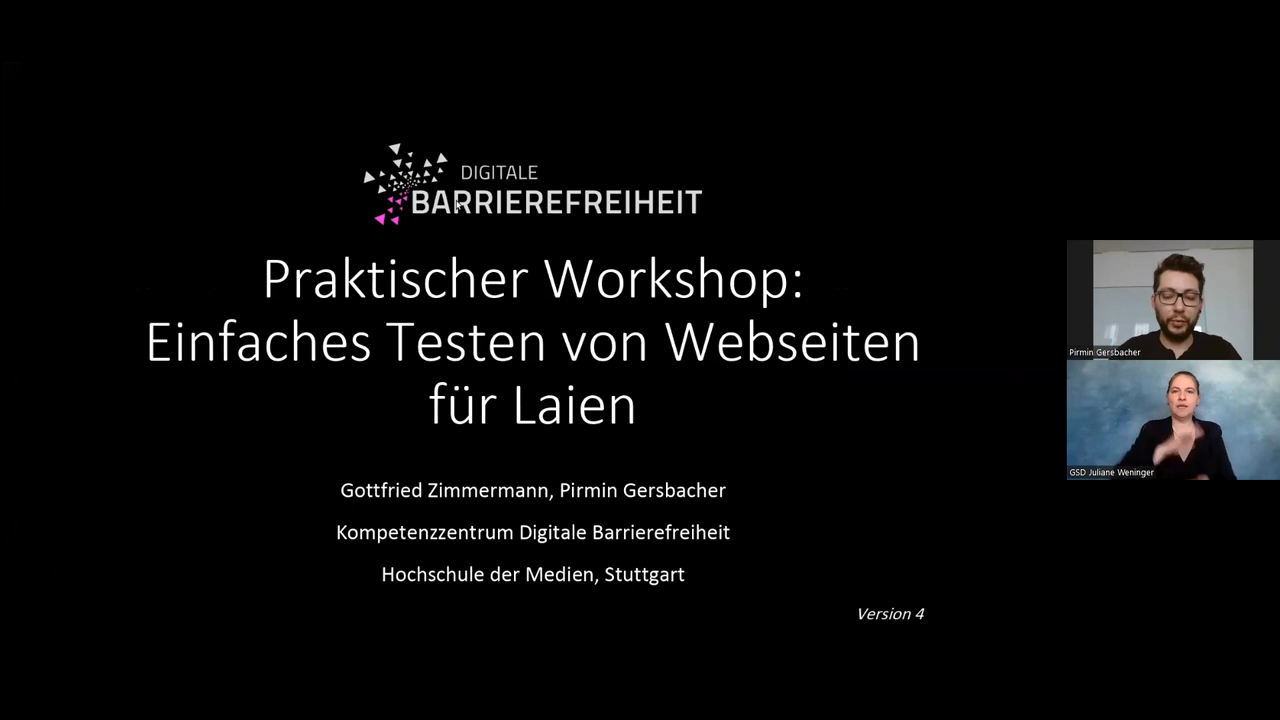 DIGITALE
BARRIEREFREIHEIT
Praktischer Workshop:
Einfaches Testen von Webseiten
für Laien
Gottfried Zimmermann, Pirmin Gersbacher
Kompetenzzentrum Digitale Barrierefreiheit
Hochschule der Medien, Stuttgart
Version 4
Pirmin Gersbacher
GSD Juliane Weninger